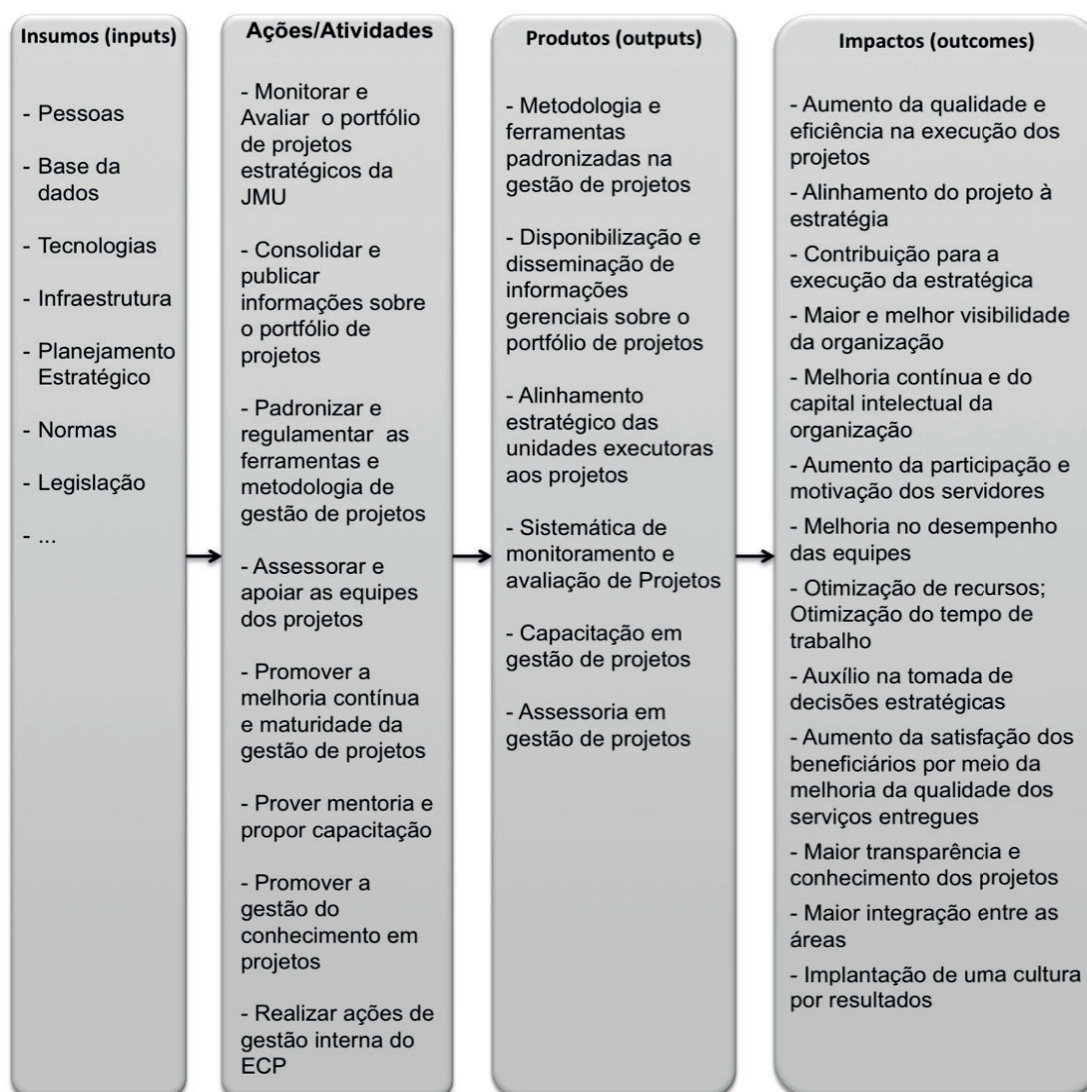 Insumos (inputs)
- Pessoas
- Base da
dados
- Tecnologias
- Infraestrutura
- Planejamento
Estratégico
- Normas
- Legislação
- ...
Ações/Atividades
- Monitorar e
Avaliar o portfólio
de projetos
estratégicos da
JMU
- Consolidar e
publicar
informações sobre
o portfólio de
projetos
- Padronizar e
regulamentar as
ferramentas e
metodologia de
gestão de projetos
- Assessorar e
apoiar as equipes
dos projetos
- Promover a
melhoria contínua
e maturidade da
gestão de projetos
- Prover mentoria e
propor capacitação
- Promover a
gestão do
conhecimento em
projetos
- Realizar ações de
gestão interna do
ECP
Produtos (outputs)
- Metodologia e
ferramentas
padronizadas na
gestão de projetos
- Disponibilização e
disseminação de
informações
gerenciais sobre o
portfólio de projetos
- Alinhamento
estratégico das
unidades executoras
aos projetos
- Sistemática de
monitoramento e
avaliação de Projetos
- Capacitação em
gestão de projetos
- Assessoria em
gestão de projetos
Impactos (outcomes)
- Aumento da qualidade e
eficiência na execução dos
projetos
- Alinhamento do projeto à
estratégia
- Contribuição para a
execução da estratégica
- Maior e melhor visibilidade
da organização
- Melhoria contínua e do
capital intelectual da
organização
- Aumento da participação e
motivação dos servidores
- Melhoria no desempenho
das equipes
- Otimização de recursos;
Otimização do tempo de
trabalho
- Auxílio na tomada de
decisões estratégicas
- Aumento da satisfação dos
beneficiários por meio da
melhoria da qualidade dos
serviços entregues
- Maior transparência e
conhecimento dos projetos
- Maior integração entre as
áreas
- Implantação de uma cultura
por resultados